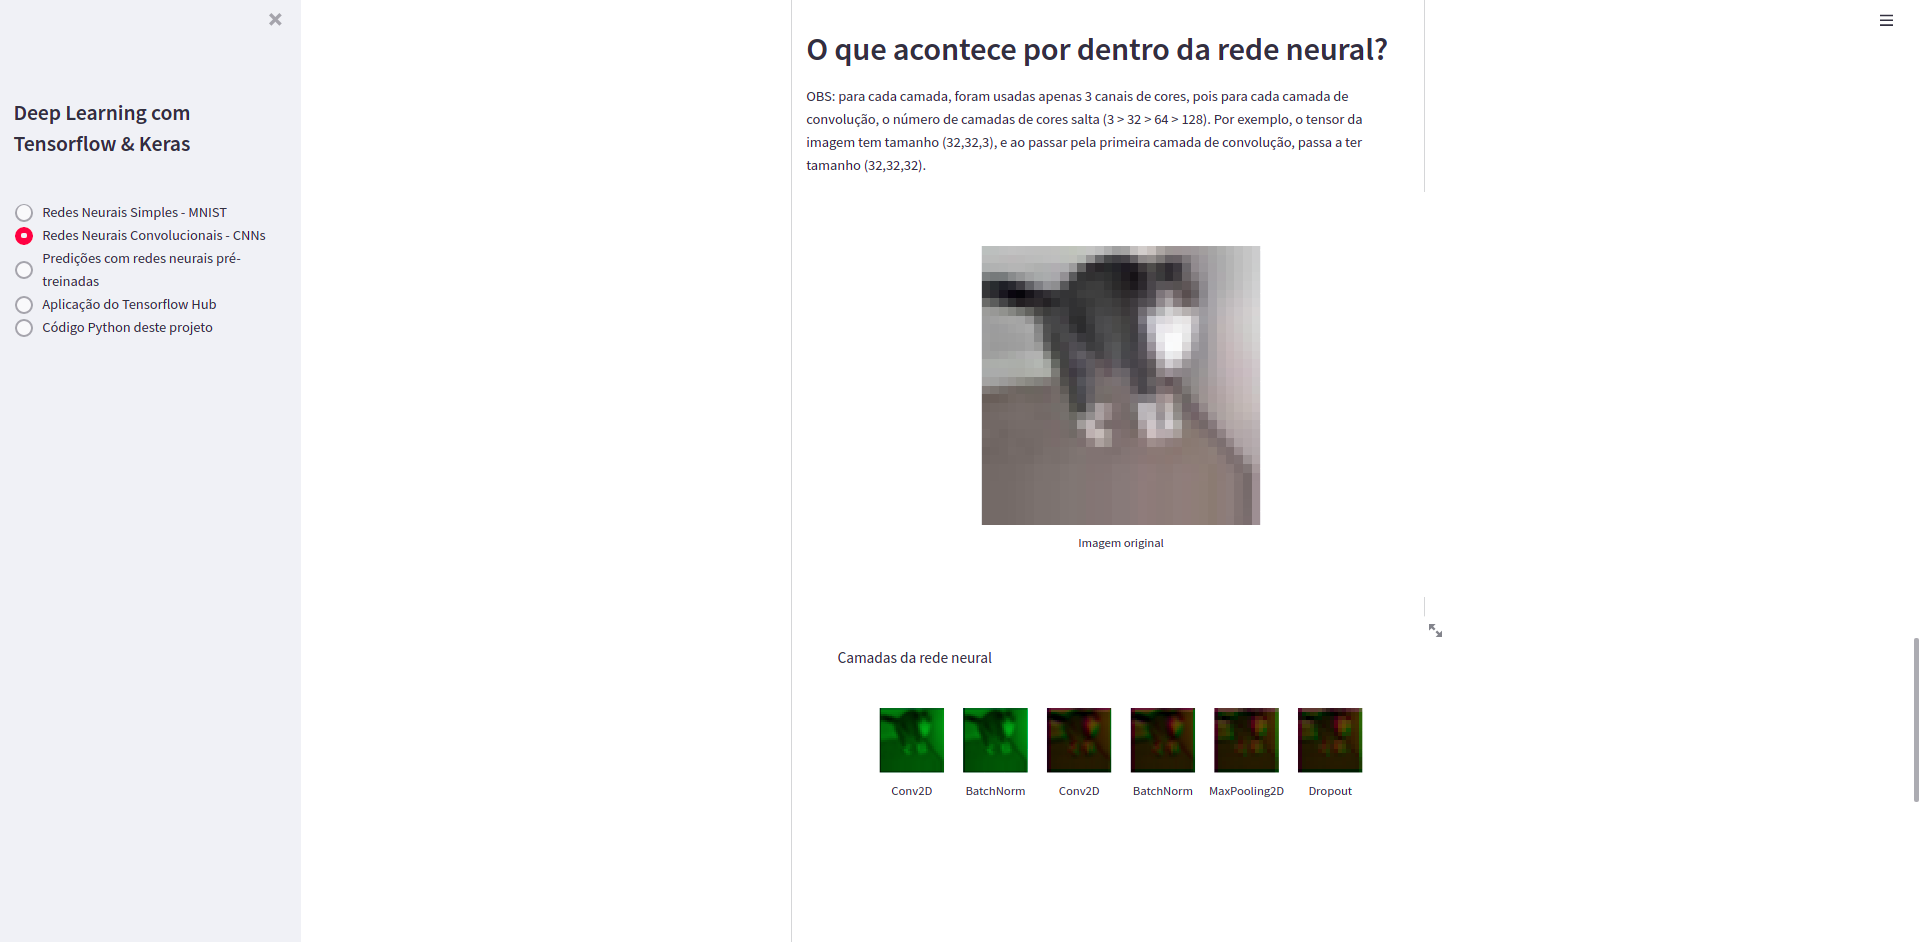 Deep Learning com
Tensorflow & Keras
Redes Neurais Simples - MNIST
Redes Neurais Convolucionais - CNNs
Predições com redes neurais pré-
treinadas
Aplicação do Tensorflow Hub
Código Python deste projeto
O que acontece por dentro da rede neural?
OBS: para cada camada, foram usadas apenas 3 canais de cores, pois para cada camada de
convolução, o número de camadas de cores salta (3 > 32 > 64 > 128). Por exemplo, o tensor da
imagem tem tamanho (32,32,3), e ao passar pela primeira camada de convolução, passa a ter
tamanho (32,32,32).
Imagem original
Camadas da rede neural
Conv2D BatchNorm Conv2D BatchNorm MaxPooling2D Dropout